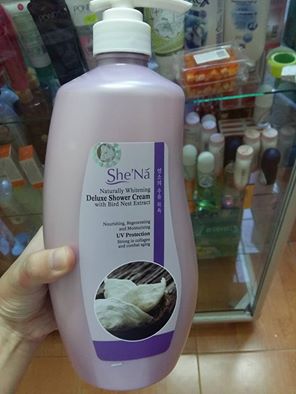 She'Ná
Naturally Whitening
Deluxe Shower Cream
with Bird Nest Extract
Nourishing, Regenerating
and Moisturizing
UV Protection
Strong in collagen
and combat aging